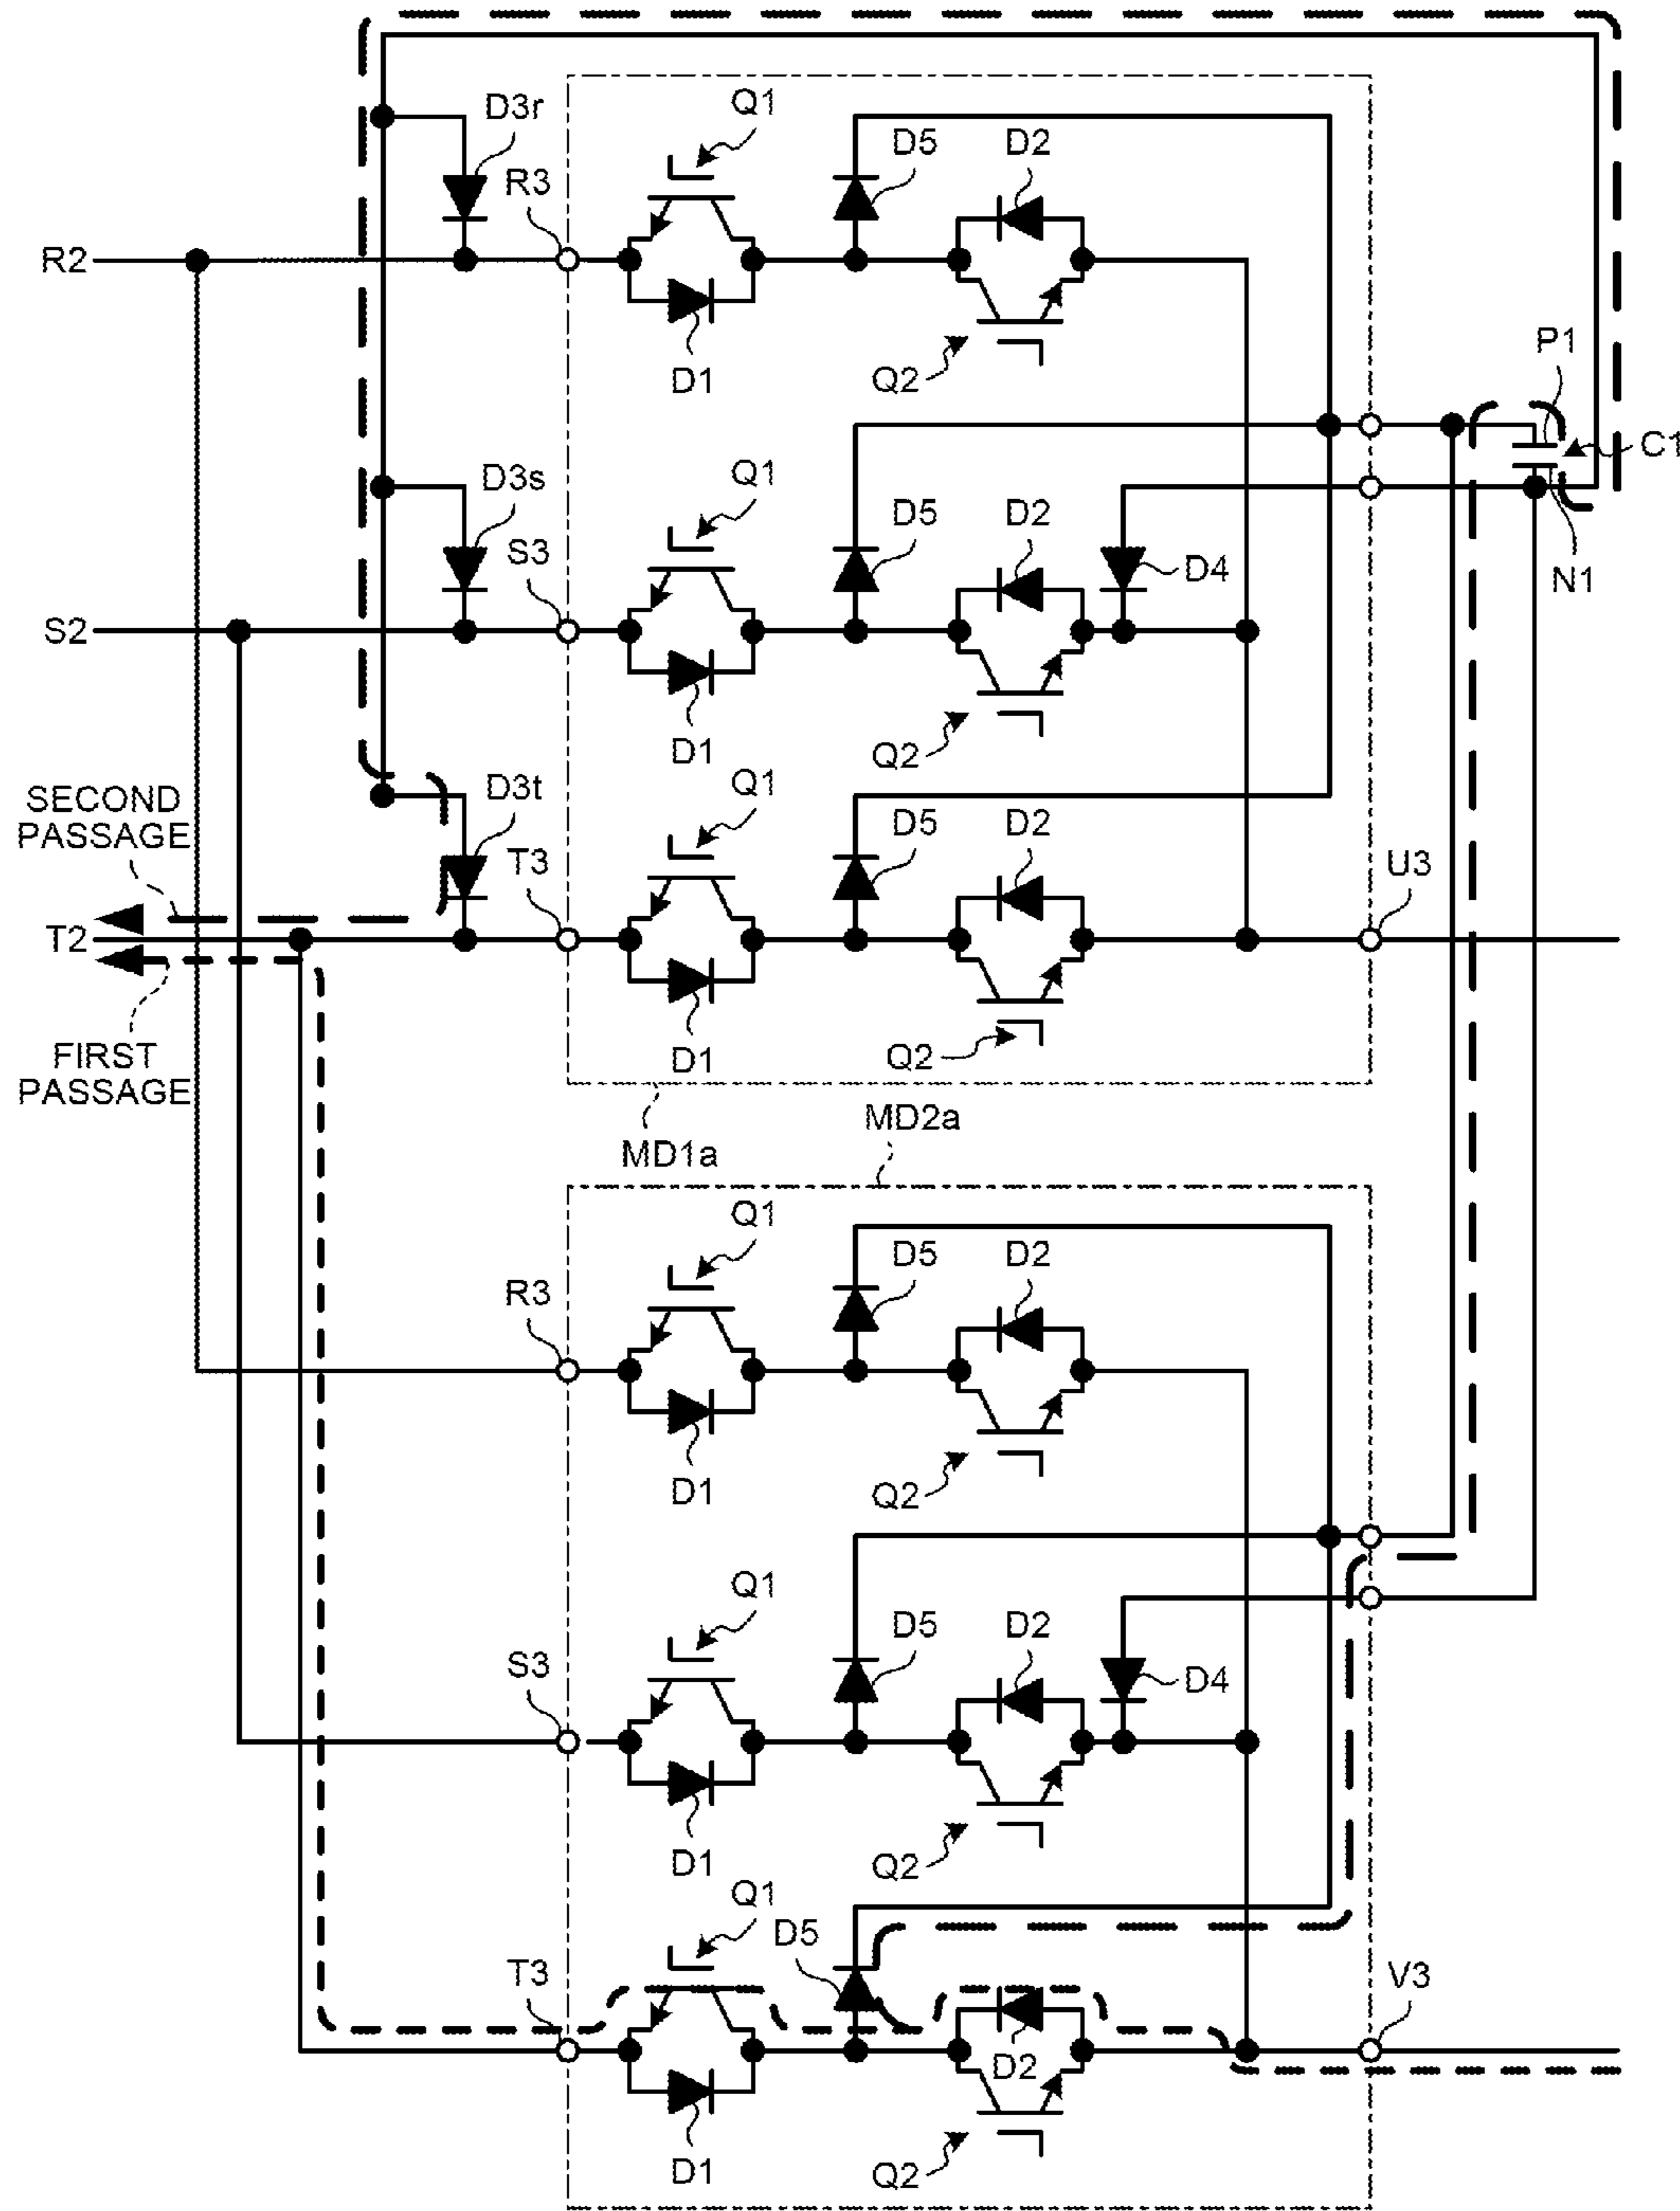 D3r
Q1
D5
D2
R3
R2
D1
Q2
P1
C1
N1
D3s
Q1
D5
D2
S3
D4
S2
D1
Q2
SECOND
PASSAGE
D3t
Q1
D5
D2
T3
U3
T2
FIRST
PASSAGE
D1
Q2
MD1a
MD2a
Q1
D5
D2
R3
D1
Q2
Q1
D5
D2
S3
D4
D1
Q2
Q1
D5
T3
V3
D2
D1
Q2